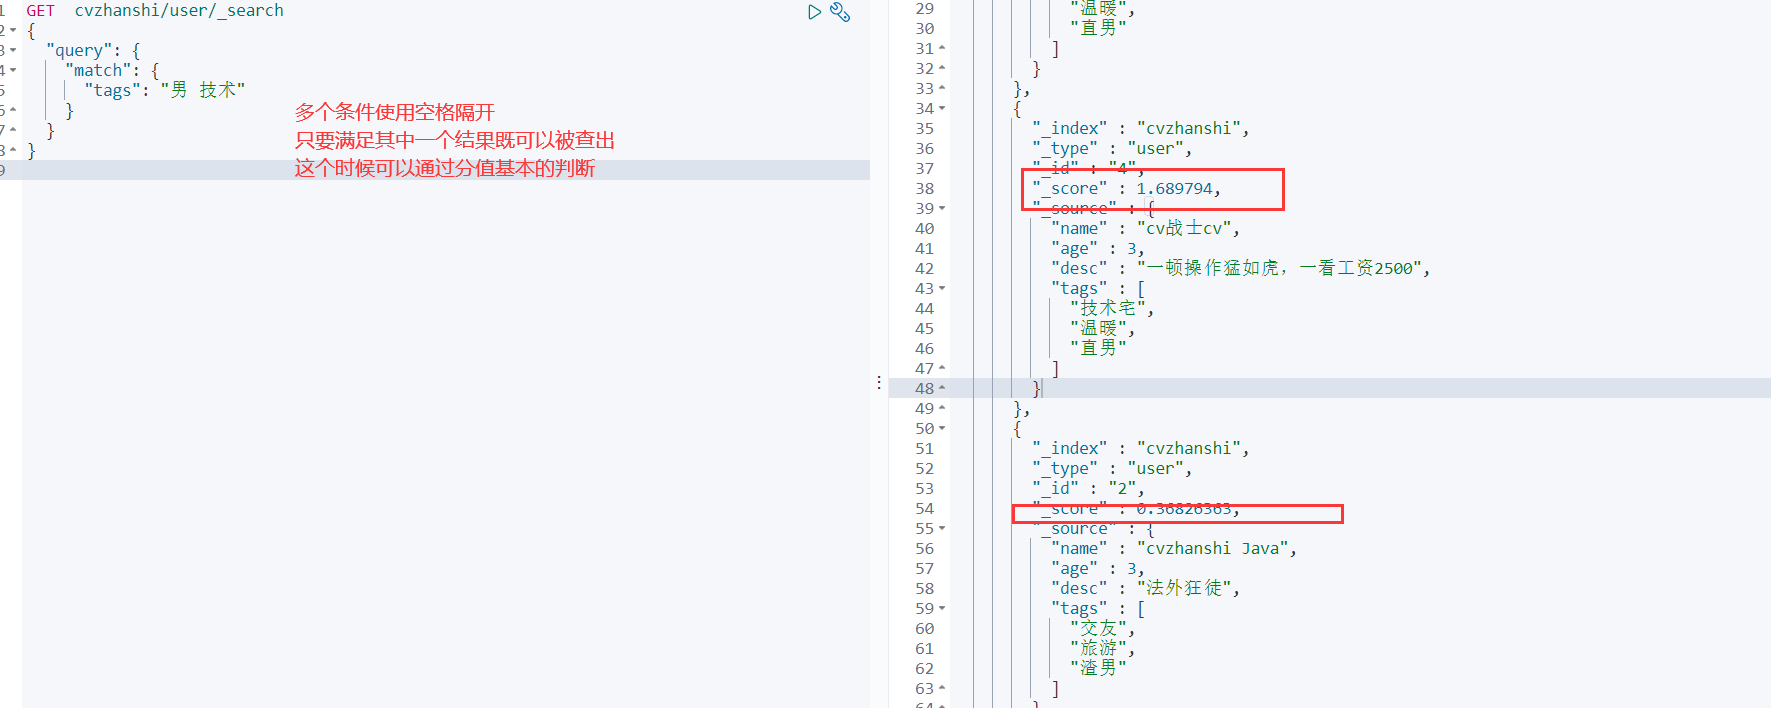 1 GET cvzhanshi/user/_search
2 {
3 "query": {
4 "match": {
5 "tags": "男 技术"
6 }
7 }
8 }
9
多个条件使用空格隔开
只要满足其中一个结果既可以被查出
这个时候可以通过分值基本的判断
29 "温暖",
30 "直男"
31 ]
32 }
33 },
34 {
35 "_index" : "cvzhanshi",
36 "_type" : "user",
37 "_id" : "4",
38 "_score" : 1.689794,
39 "_source" : {
40 "name" : "cv战士cv",
41 "age" : 3,
42 "desc" : "一顿操作猛如虎，一看工资2500",
43 "tags" : [
44 "技术宅",
45 "温暖",
46 "直男"
47 ]
48 }
49 },
50 {
51 "_index" : "cvzhanshi",
52 "_type" : "user",
53 "_id" : "2",
54 "_score" : 0.36826363,
55 "_source" : {
56 "name" : "cvzhanshi Java",
57 "age" : 3,
58 "desc" : "法外狂徒",
59 "tags" : [
60 "交友",
61 "旅游",
62 "渣男"
63 ]
64 }